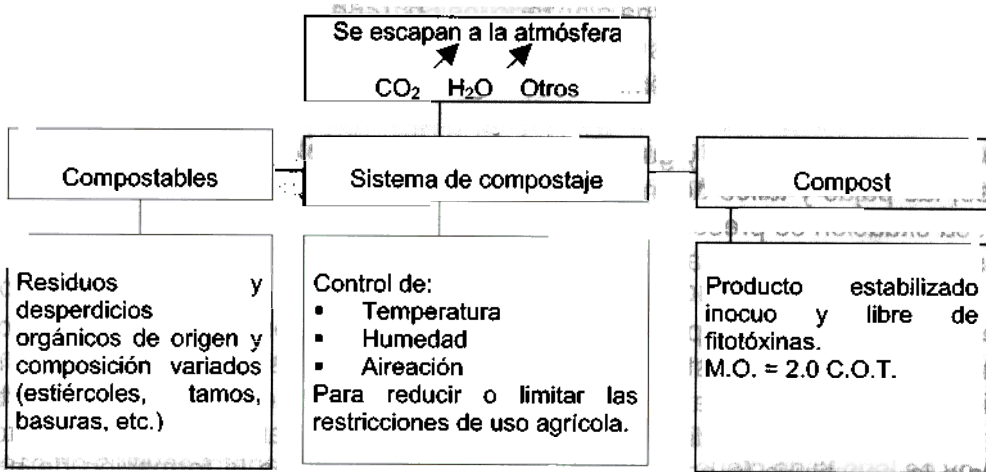 Se escapan a la atmósfera
CO₂ H₂O Otros
Compostables
Sistema de compostaje
Compost
Residuos y
desperdicios
orgánicos de origen y
composición variados
(estiércoles, tamos,
basuras, etc.)
Control de:
▪ Temperatura
▪ Humedad
▪ Aireación
Para reducir o limitar las
restricciones de uso agrícola.
Producto estabilizado
inocuo y libre de
fitotóxinas.
M.O. = 2.0 C.O.T.